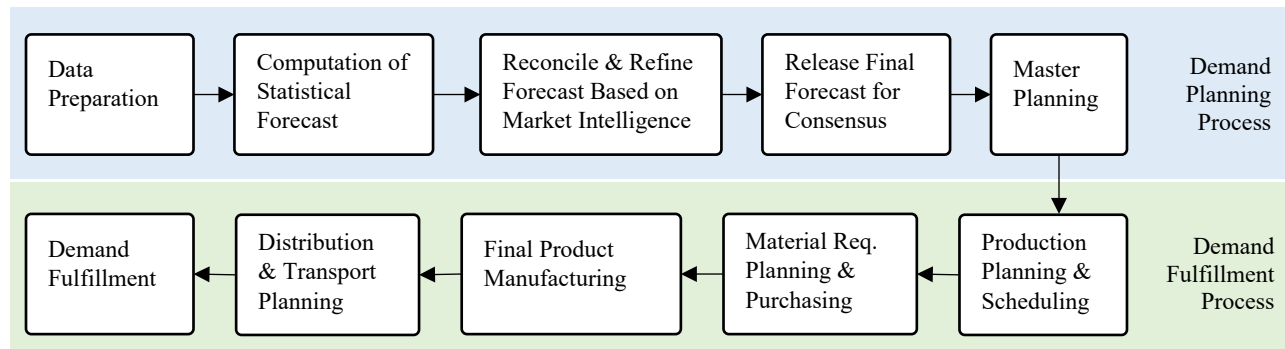 Data
Preparation
Computation of
Statistical
Forecast
Reconcile & Refine
Forecast Based on
Market Intelligence
Release Final
Forecast for
Consensus
Master
Planning
Demand
Planning
Process
Demand
Fulfillment
Distribution
& Transport
Planning
Final Product
Manufacturing
Material Req.
Planning &
Purchasing
Production
Planning &
Scheduling
Demand
Fulfillment
Process